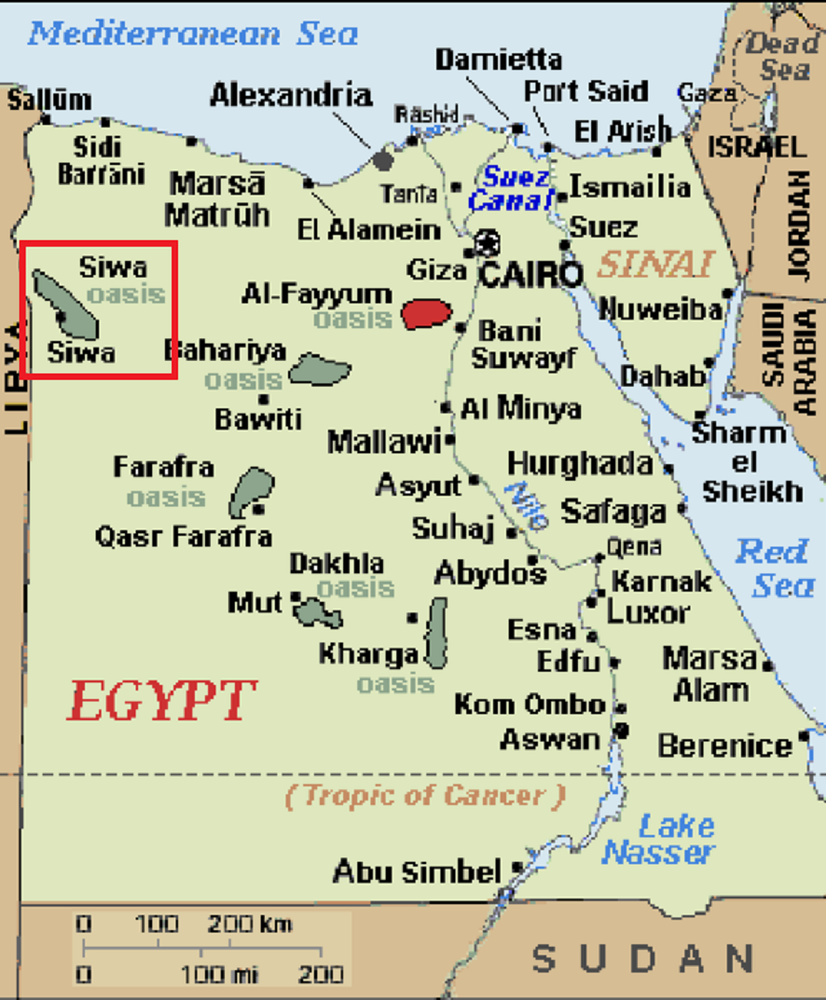 Mediterranean Sea
Dead
Sea
Damietta
Alexandria
Port Said
Gaza
Sallūm
Rāshid
El Arish
ISRAEL
Sidi
Barrāni
Marsā
Matrūh
Tanta
Suez
Canal
Ismailia
JORDAN
El Alamein
Suez
Siwa
oasis
Giza
CAIRO
SINAI
Al-Fayyum
oasis
Nuweiba
SAUDI
ARABIA
Siwa
LIBYA
Bahariya
oasis
Bani
Suwayf
Dahab
Bawiti
Al Minya
Mallawi
Sharm
el
Sheikh
Farafra
oasis
Asyut
Hurghada
Nile
Safaga
Qasr Farafra
Suhaj
Qena
Red
Sea
Dakhla
oasis
Abydos
Karnak
Mut
Luxor
Esna
Kharga
oasis
Edfu
Marsa
Alam
EGYPT
Kom Ombo
Aswan
Berenice
(Tropic of Cancer)
Lake
Nasser
Abu Simbel
0 100 200 km
0 100 mi 200
SUDAN